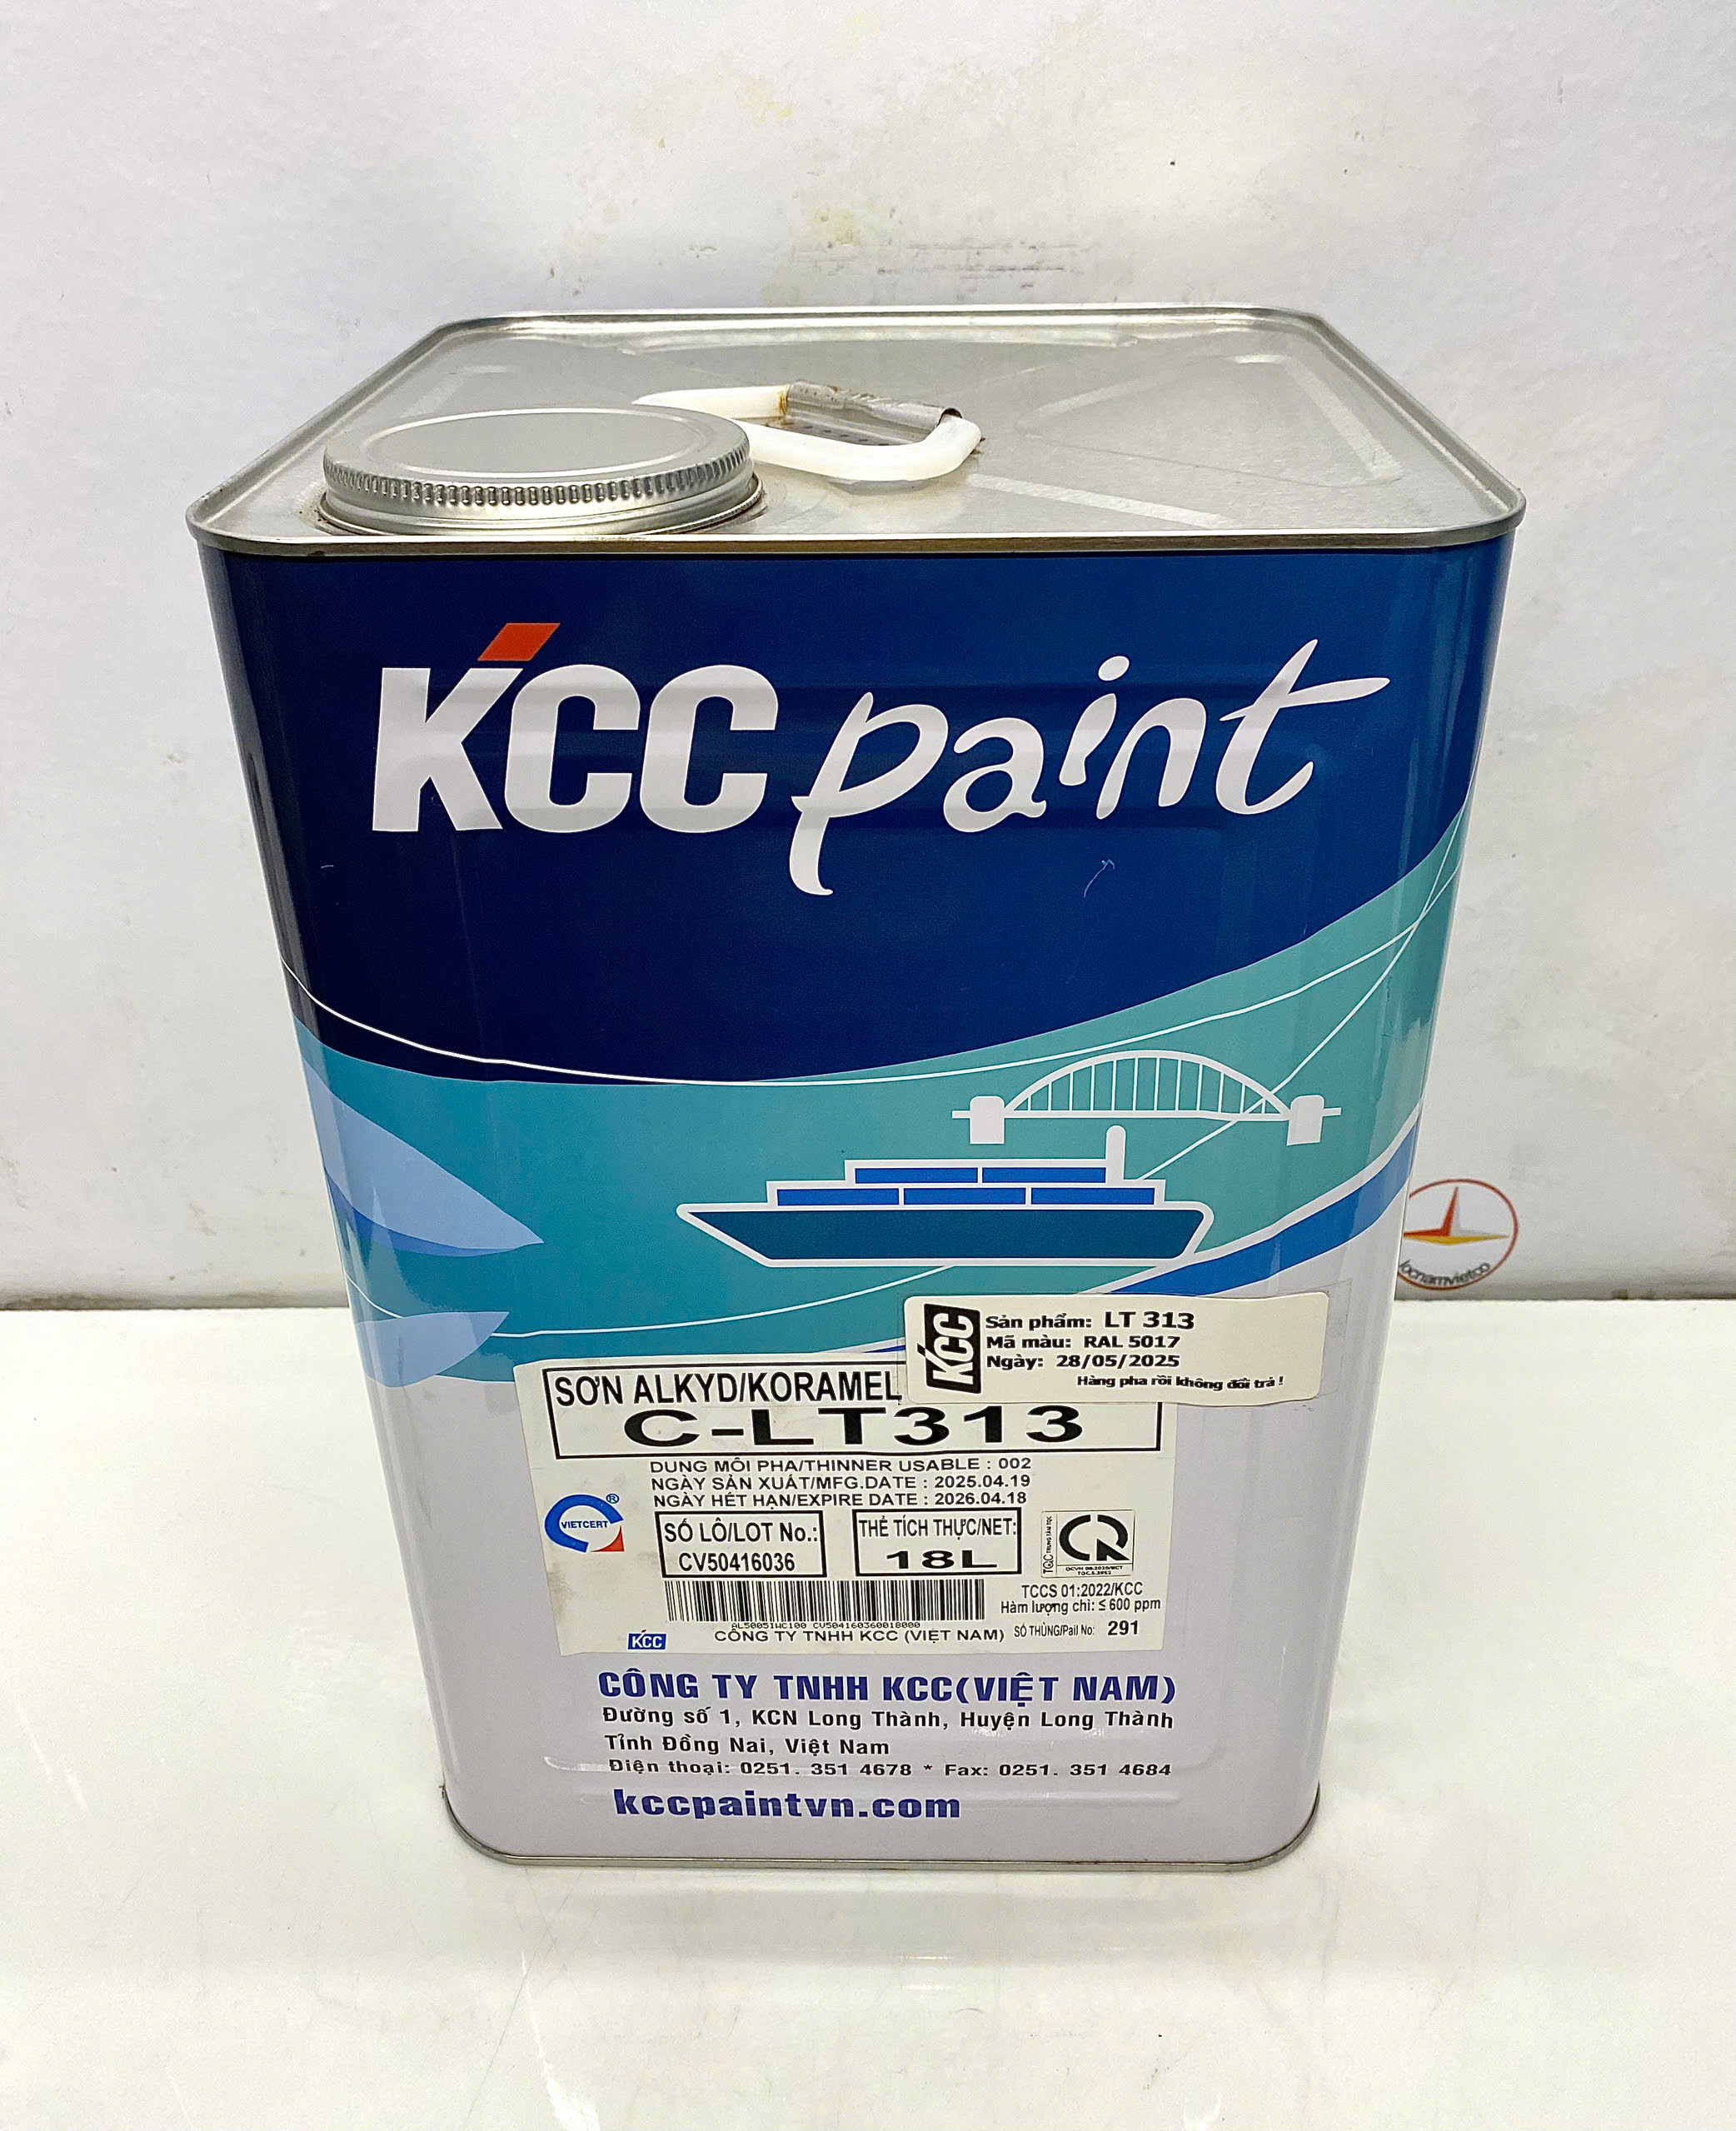 KCC paint
KCC
Sản phẩm: LT 313
Mã màu: RAL 5017
Ngày: 28/05/2025
Hàng pha rồi không đổi trả !
SƠN ALKYD/KORAMEL
C-LT313
DUNG MÔI PHA/THINNER USABLE : 002
NGÀY SẢN XUẤT/MFG.DATE : 2025.04.19
NGÀY HẾT HẠN/EXPIRE DATE : 2026.04.18
VIETCERT
®
SỐ LÔ/LOT No.:
CV50416036
THỂ TÍCH THỰC/NET:
18L
TCCS 01:2022/KCC
Hàm lượng chì: ≤ 600 ppm
KCC
CÔNG TY TNHH KCC (VIỆT NAM)
SỐ THÙNG/Pail No: 291
CÔNG TY TNHH KCC(VIỆT NAM)
Đường số 1, KCN Long Thành, Huyện Long Thành
Tỉnh Đồng Nai, Việt Nam
Điện thoại: 0251. 351 4678 * Fax: 0251. 351 4684
kccpaintvn.com
locnamvietco